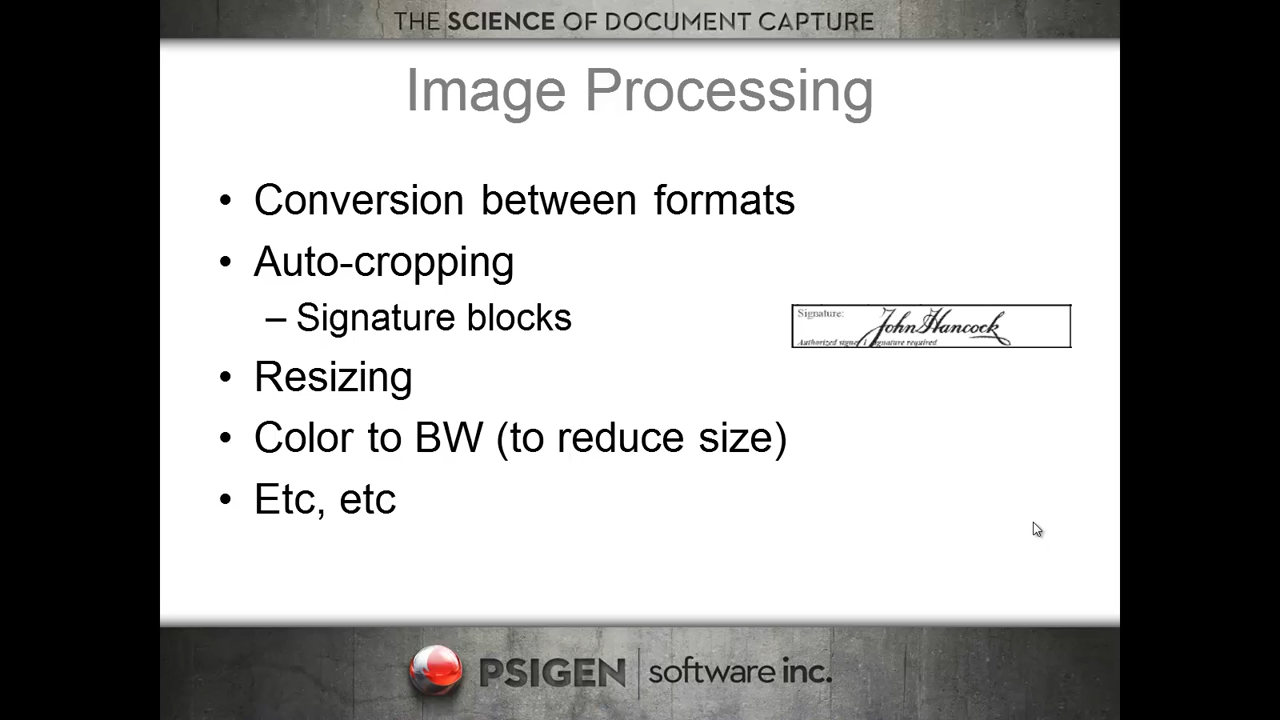 THE SCIENCE OF DOCUMENT CAPTURE
Image Processing
• Conversion between formats
• Auto-cropping
– Signature blocks
Signature:
John Hancock
Authorized signature required
• Resizing
• Color to BW (to reduce size)
• Etc, etc
PSIGEN software inc.